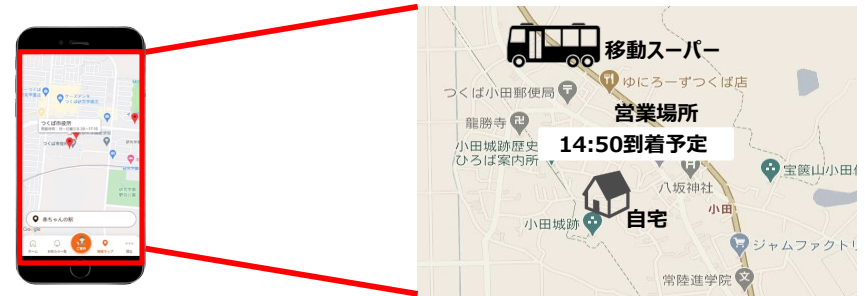 つくば市役所
赤ちゃんの駅
移動スーパー
ゆにろーずつくば店
つくば小田郵便局
営業場所
龍勝寺
14:50到着予定
小田城跡歴史
ひろば案内所
八坂神社
宝篋山小田
自宅
小田
小田城跡
ジャムファクトリ
常陸進学院